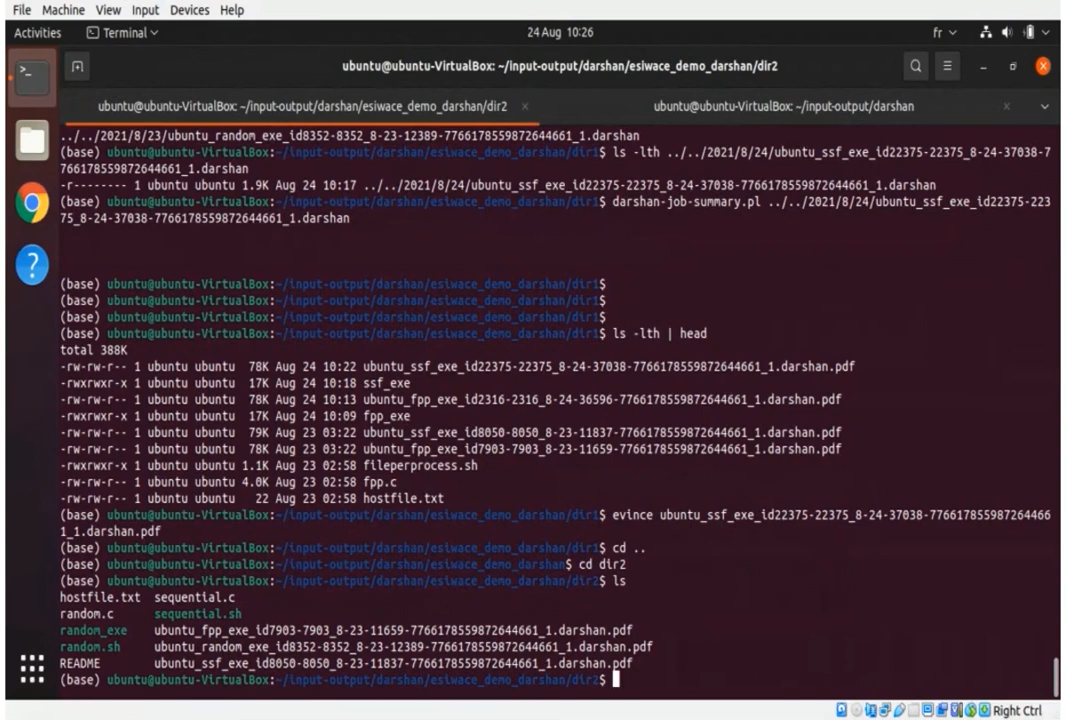 File Machine View Input Devices Help
Activities Terminal 24 Aug 10:26 fr
ubuntu@ubuntu-VirtualBox: ~/input-output/darshan/esiwace_demo_darshan/dir2
ubuntu@ubuntu-VirtualBox: ~/input-output/darshan/esiwace_demo_darshan/dir2 × ubuntu@ubuntu-VirtualBox: ~/input-output/darshan ×
../../2021/8/23/ubuntu_random_exe_id8352-8352_8-23-12389-7766178559872644661_1.darshan
(base) ubuntu@ubuntu-VirtualBox:~/input-output/darshan/esiwace_demo_darshan/dir1$ ls -lth ../../2021/8/24/ubuntu_ssf_exe_id22375-22375_8-24-37038-7
766178559872644661_1.darshan
-r-------- 1 ubuntu ubuntu 1.9K Aug 24 10:17 ../../2021/8/24/ubuntu_ssf_exe_id22375-22375_8-24-37038-7766178559872644661_1.darshan
(base) ubuntu@ubuntu-VirtualBox:~/input-output/darshan/esiwace_demo_darshan/dir1$ darshan-job-summary.pl ../../2021/8/24/ubuntu_ssf_exe_id22375-223
75_8-24-37038-7766178559872644661_1.darshan
(base) ubuntu@ubuntu-VirtualBox:~/input-output/darshan/esiwace_demo_darshan/dir1$
(base) ubuntu@ubuntu-VirtualBox:~/input-output/darshan/esiwace_demo_darshan/dir1$
(base) ubuntu@ubuntu-VirtualBox:~/input-output/darshan/esiwace_demo_darshan/dir1$
(base) ubuntu@ubuntu-VirtualBox:~/input-output/darshan/esiwace_demo_darshan/dir1$ ls -lth | head
total 388K
-rw-rw-r-- 1 ubuntu ubuntu 78K Aug 24 10:22 ubuntu_ssf_exe_id22375-22375_8-24-37038-7766178559872644661_1.darshan.pdf
-rwxrwxr-x 1 ubuntu ubuntu 17K Aug 24 10:18 ssf_exe
-rw-rw-r-- 1 ubuntu ubuntu 78K Aug 24 10:13 ubuntu_fpp_exe_id2316-2316_8-24-36596-7766178559872644661_1.darshan.pdf
-rwxrwxr-x 1 ubuntu ubuntu 17K Aug 24 10:09 fpp_exe
-rw-rw-r-- 1 ubuntu ubuntu 79K Aug 23 03:22 ubuntu_ssf_exe_id8050-8050_8-23-11837-7766178559872644661_1.darshan.pdf
-rw-rw-r-- 1 ubuntu ubuntu 78K Aug 23 03:22 ubuntu_fpp_exe_id7903-7903_8-23-11659-7766178559872644661_1.darshan.pdf
-rwxrwxr-x 1 ubuntu ubuntu 1.1K Aug 23 02:58 fileperprocess.sh
-rw-rw-r-- 1 ubuntu ubuntu 4.0K Aug 23 02:58 fpp.c
-rw-rw-r-- 1 ubuntu ubuntu 22 Aug 23 02:58 hostfile.txt
(base) ubuntu@ubuntu-VirtualBox:~/input-output/darshan/esiwace_demo_darshan/dir1$ evince ubuntu_ssf_exe_id22375-22375_8-24-37038-776617855987264466
1_1.darshan.pdf
(base) ubuntu@ubuntu-VirtualBox:~/input-output/darshan/esiwace_demo_darshan/dir1$ cd ..
(base) ubuntu@ubuntu-VirtualBox:~/input-output/darshan/esiwace_demo_darshan$ cd dir2
(base) ubuntu@ubuntu-VirtualBox:~/input-output/darshan/esiwace_demo_darshan/dir2$ ls
hostfile.txt sequential.c
random.c sequential.sh
random_exe ubuntu_fpp_exe_id7903-7903_8-23-11659-7766178559872644661_1.darshan.pdf
random.sh ubuntu_random_exe_id8352-8352_8-23-12389-7766178559872644661_1.darshan.pdf
README ubuntu_ssf_exe_id8050-8050_8-23-11837-7766178559872644661_1.darshan.pdf
(base) ubuntu@ubuntu-VirtualBox:~/input-output/darshan/esiwace_demo_darshan/dir2$
Right Ctrl